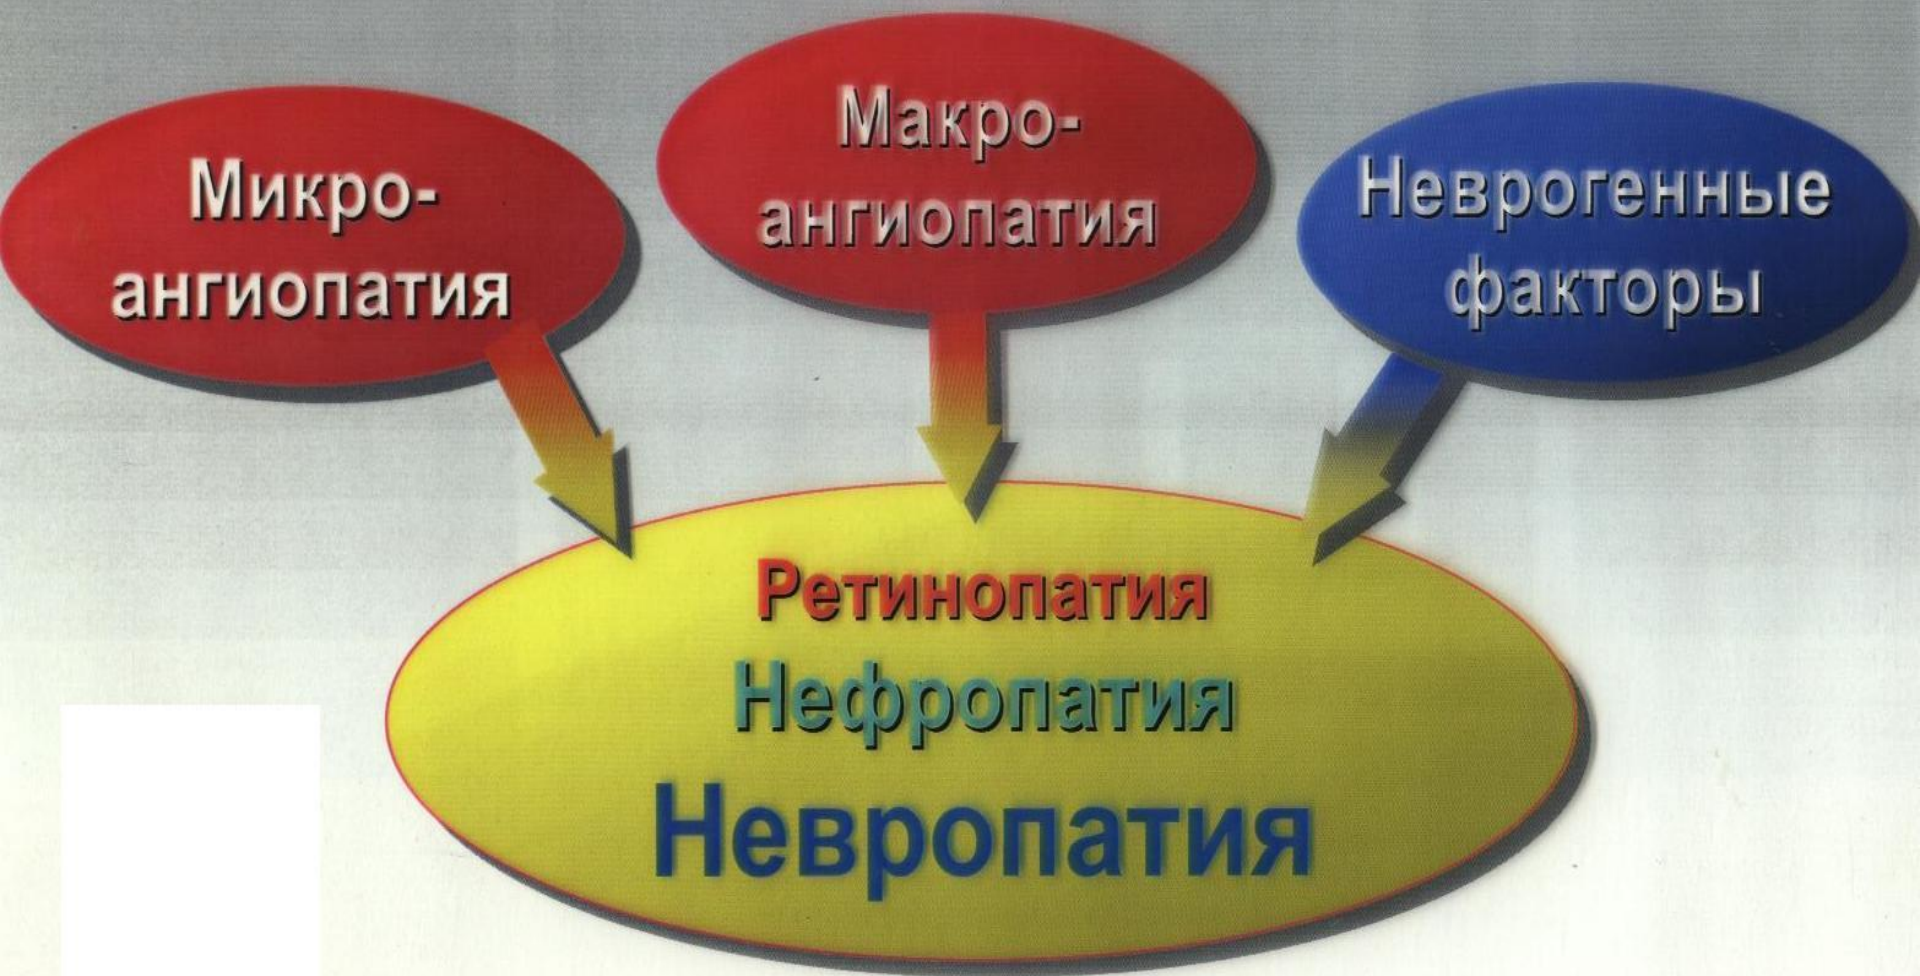 Микро-
ангиопатия
Макро-
ангиопатия
Неврогенные
факторы
Ретинопатия
Нефропатия
Невропатия